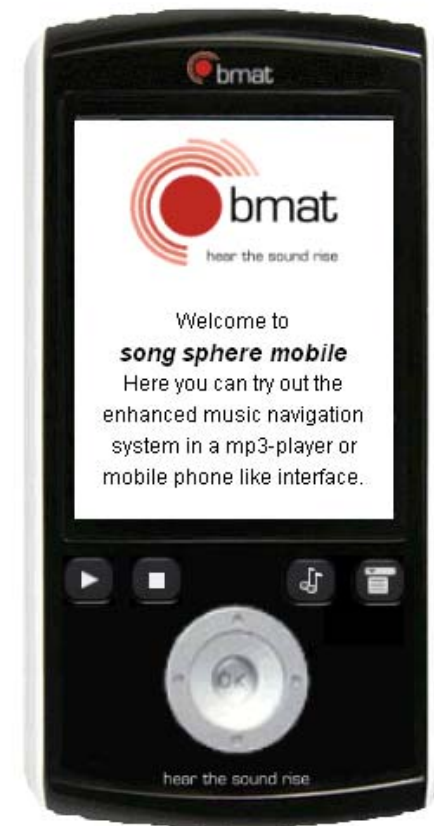 bmat
bmat
hear the sound rise
Welcome to
song sphere mobile
Here you can try out the
enhanced music navigation
system in a mp3-player or
mobile phone like interface.
OK
hear the sound rise